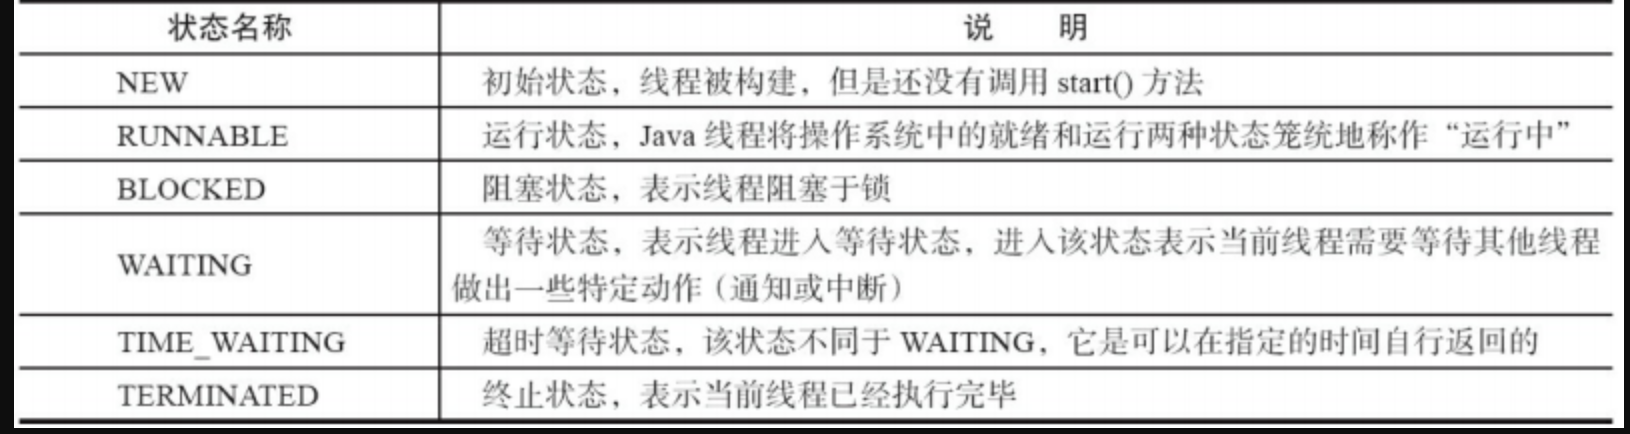 状态名称 说 明
NEW 初始状态，线程被构建，但是还没有调用 start() 方法
RUNNABLE 运行状态，Java 线程将操作系统中的就绪和运行两种状态笼统地称作“运行中”
BLOCKED 阻塞状态，表示线程阻塞于锁
WAITING 等待状态，表示线程进入等待状态，进入该状态表示当前线程需要等待其他线程
做出一些特定动作（通知或中断）
TIME_WAITING 超时等待状态，该状态不同于 WAITING，它是可以在指定的时间自行返回的
TERMINATED 终止状态，表示当前线程已经执行完毕